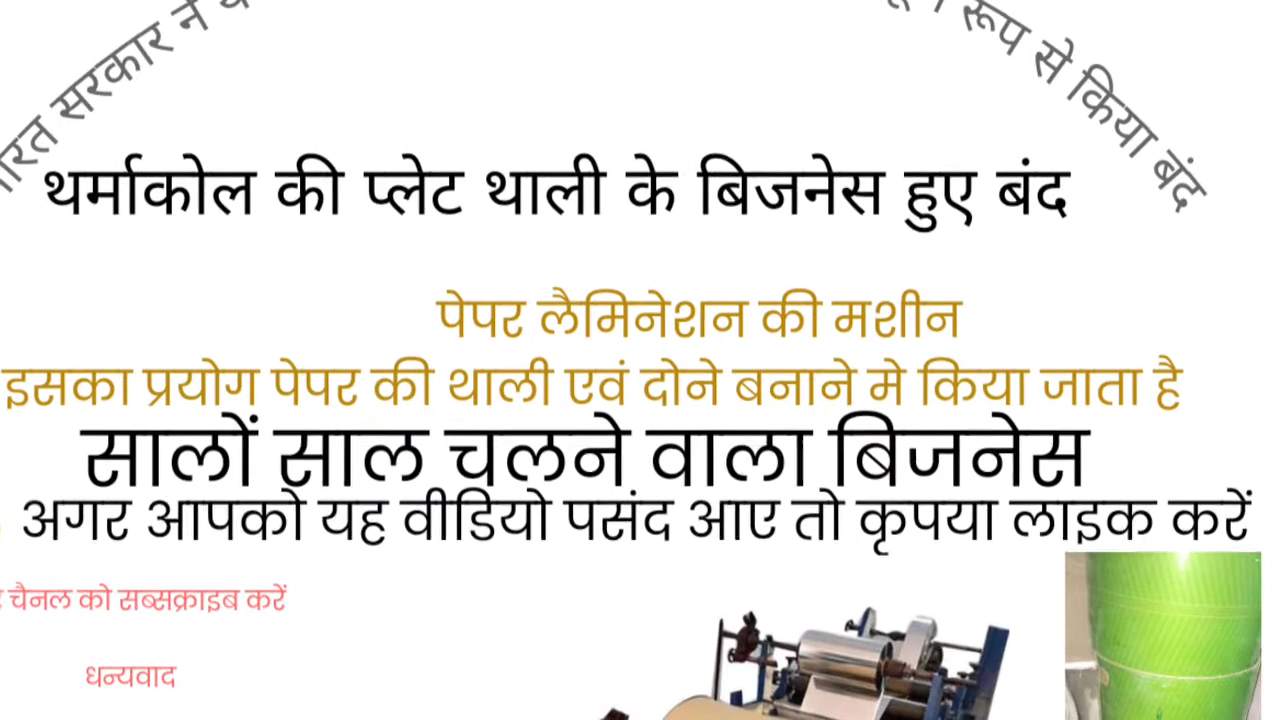 सरकार ने
रूप से किया बंद
थर्माकोल की प्लेट थाली के बिजनेस हुए बंद
पेपर लैमिनेशन की मशीन
इसका प्रयोग पेपर की थाली एवं दोने बनाने मे किया जाता है
सालों साल चलने वाला बिजनेस
अगर आपको यह वीडियो पसंद आए तो कृपया लाइक करें
चैनल को सब्सक्राइब करें
धन्यवाद